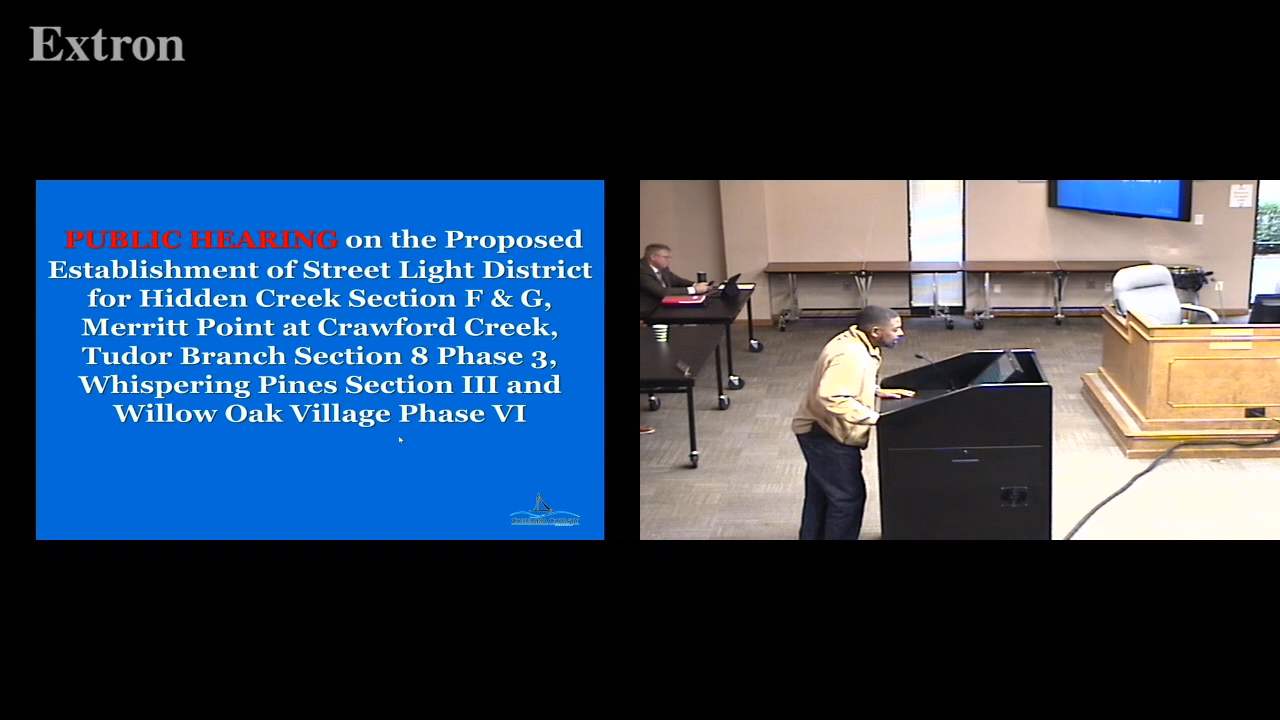 Extron
PUBLIC HEARING on the Proposed
Establishment of Street Light District
for Hidden Creek Section F & G,
Merritt Point at Crawford Creek,
Tudor Branch Section 8 Phase 3,
Whispering Pines Section III and
Willow Oak Village Phase VI